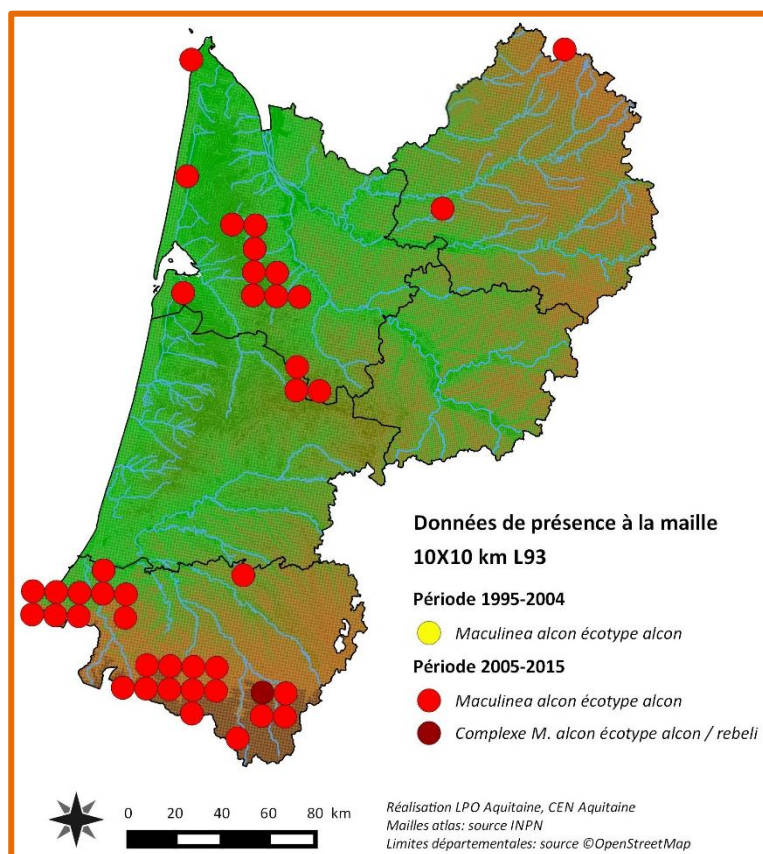 Données de présence à la maille
10X10 km L93
Période 1995-2004
Maculinea alcon écotype alcon
Période 2005-2015
Maculinea alcon écotype alcon
Complexe M. alcon écotype alcon / rebeli
0 20 40 60 80 km
Réalisation LPO Aquitaine, CEN Aquitaine
Mailles atlas: source INPN
Limites départementales: source ©OpenStreetMap